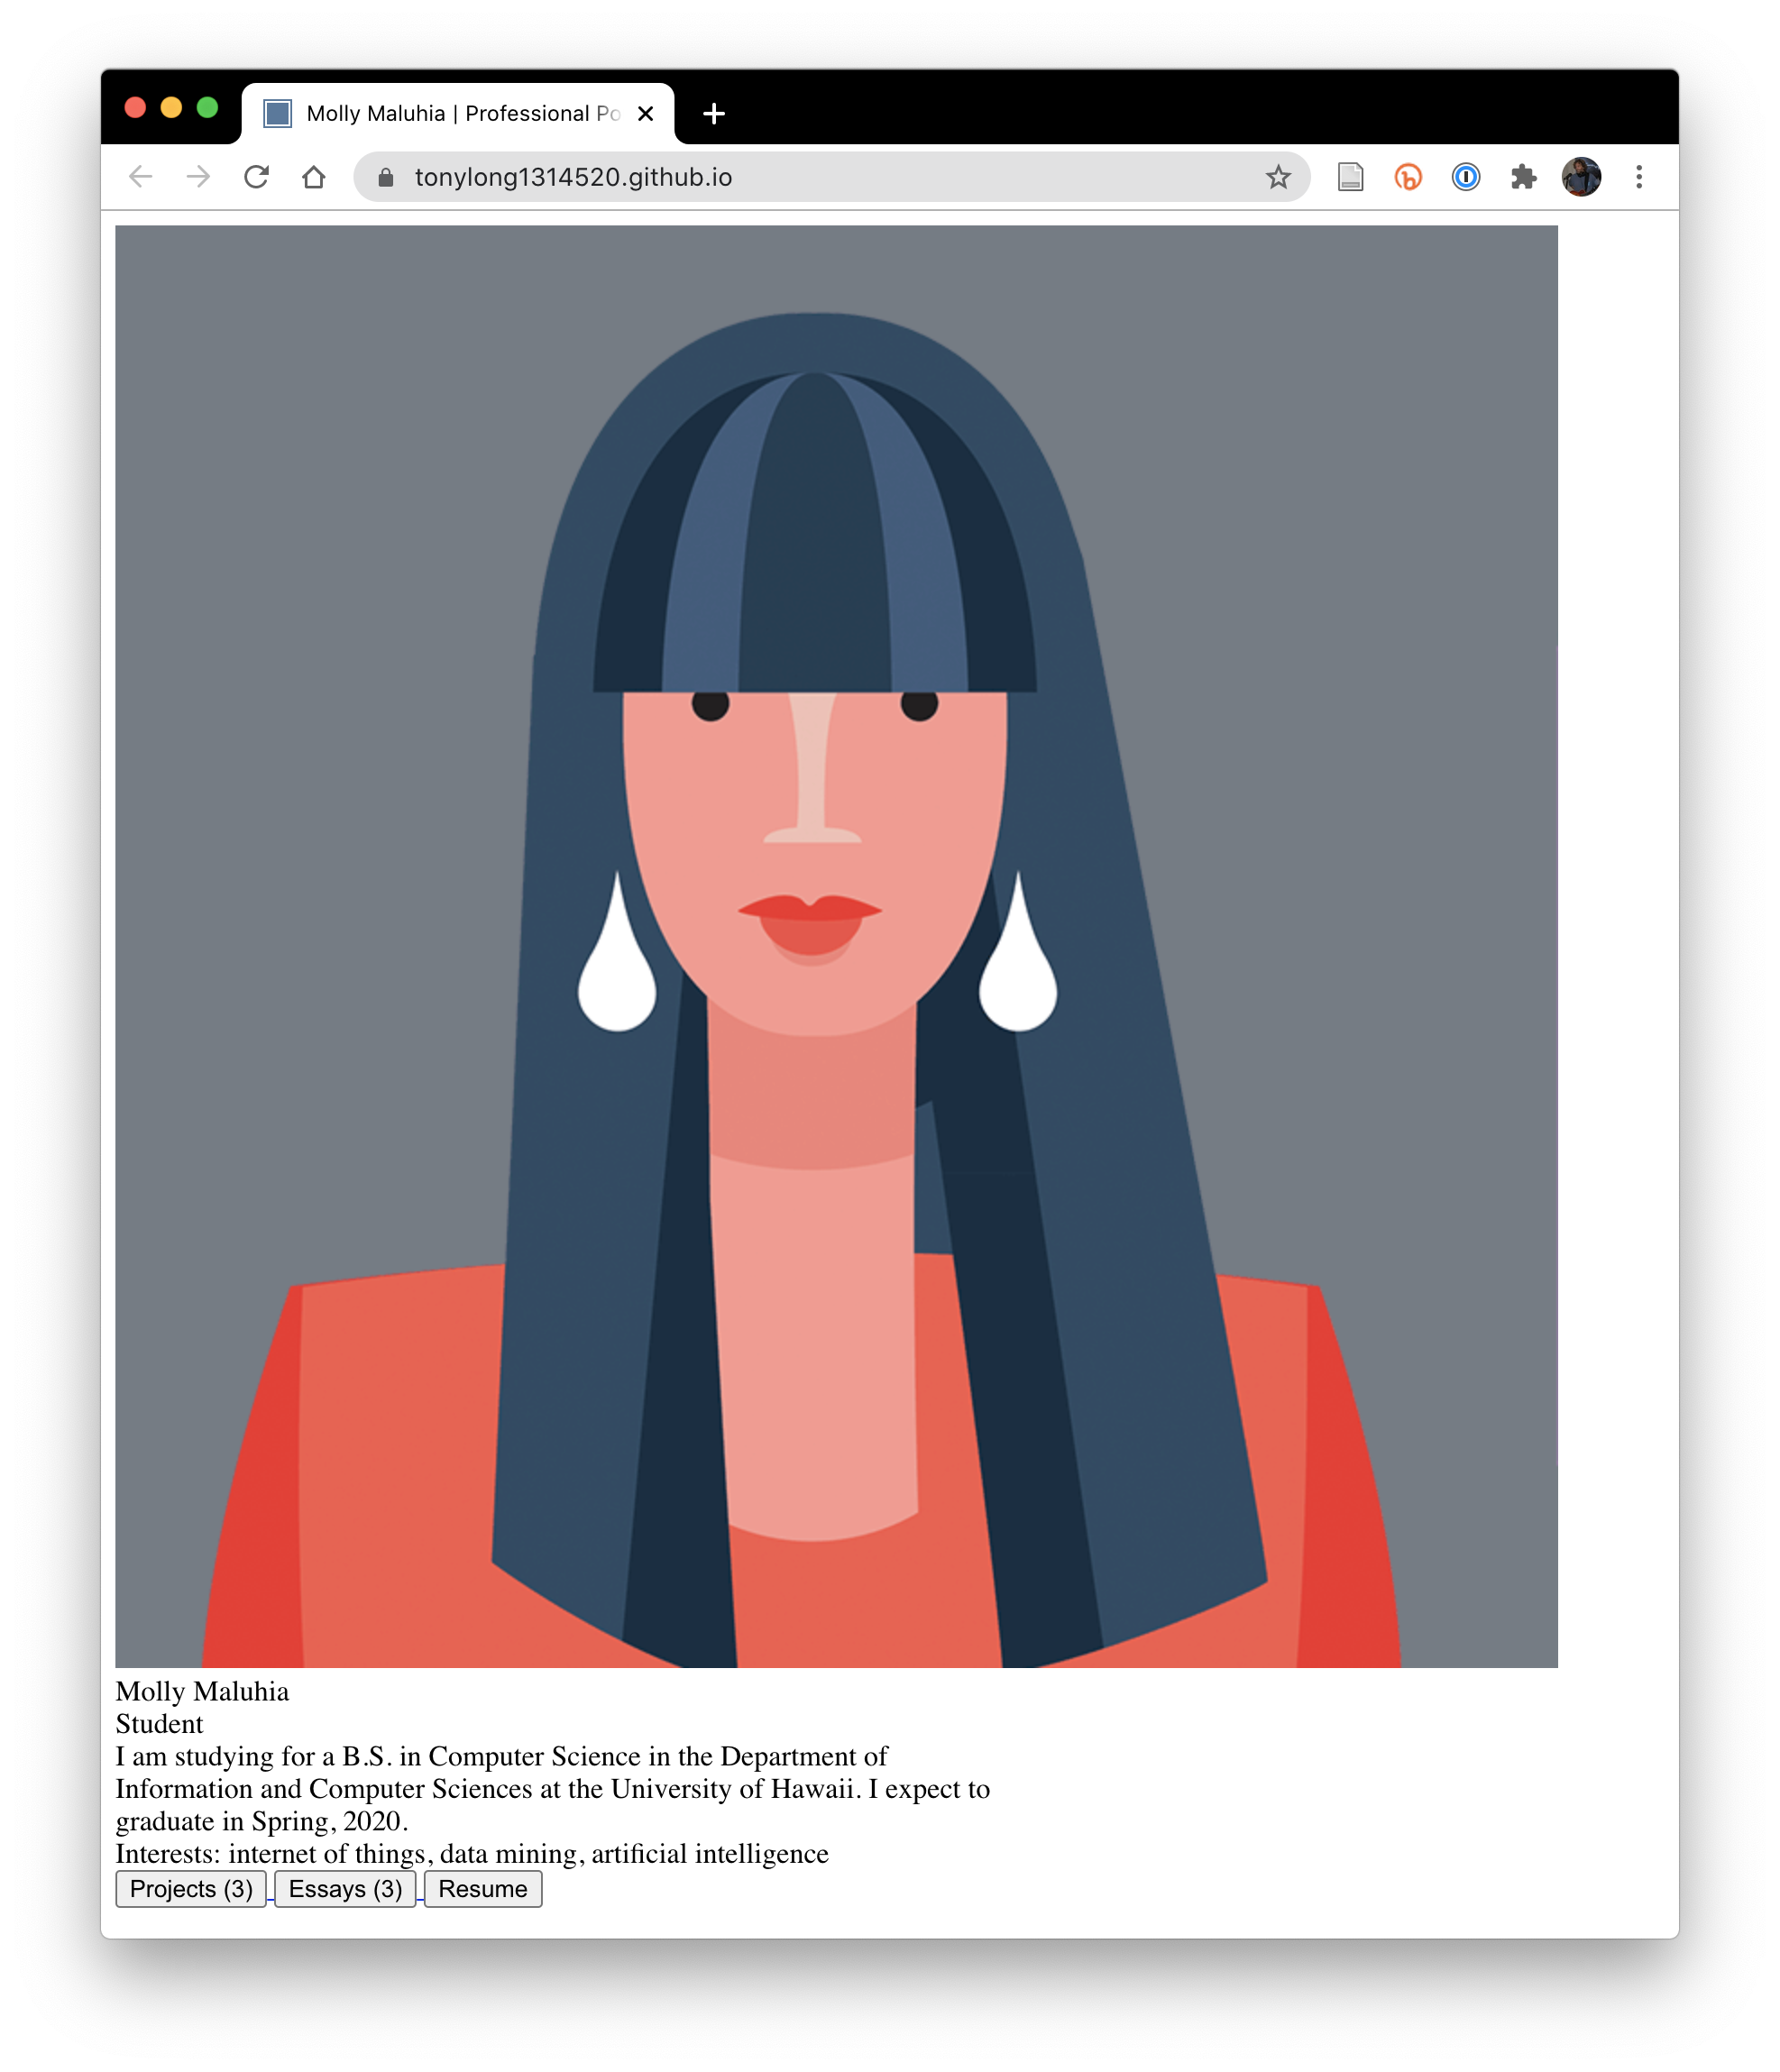 Molly Maluhia | Professional Po
tonylong1314520.github.io
Molly Maluhia
Student
I am studying for a B.S. in Computer Science in the Department of
Information and Computer Sciences at the University of Hawaii. I expect to
graduate in Spring, 2020.
Interests: internet of things, data mining, artificial intelligence
Projects (3) Essays (3) Resume